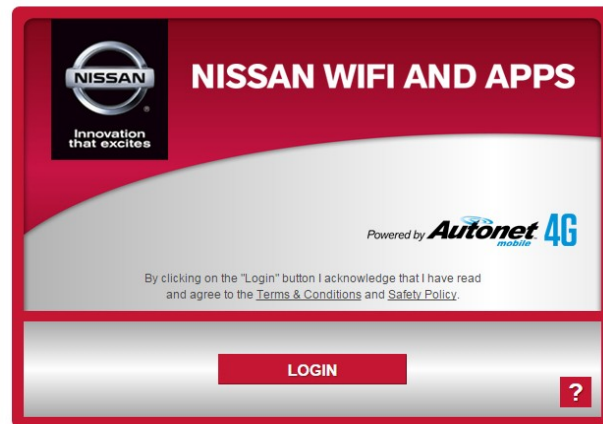 NISSAN
Innovation
that excites
NISSAN WIFI AND APPS
Powered by Autonet mobile 4G
By clicking on the "Login" button I acknowledge that I have read
and agree to the Terms & Conditions and Safety Policy.
LOGIN
?